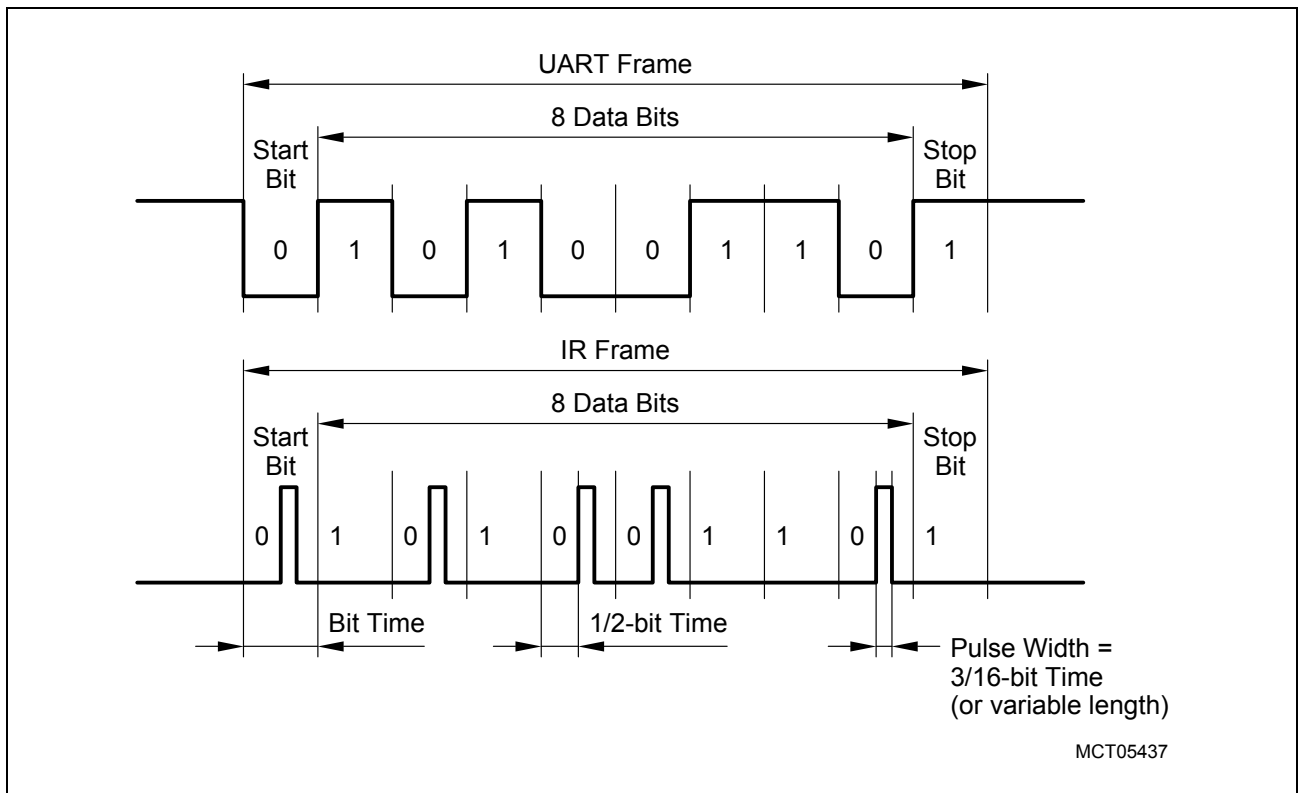 UART Frame
8 Data Bits
Start
Bit
Stop
Bit
0 1 0 1 0 0 1 1 0 1
IR Frame
8 Data Bits
Start
Bit
Stop
Bit
0 1 0 1 0 0 1 1 0 1
Bit Time
1/2-bit Time
Pulse Width =
3/16-bit Time
(or variable length)
MCT05437